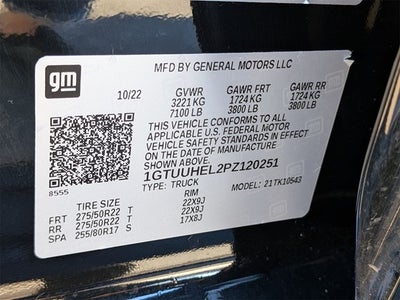 gm
MFD BY GENERAL MOTORS LLC
10/22 GVWR GAWR FRT GAWR RR
3221 KG 1724 KG 1724 KG
7100 LB 3800 LB 3800 LB
THIS VEHICLE CONFORMS TO ALL
APPLICABLE U.S. FEDERAL MOTOR
VEHICLE SAFETY STANDARDS IN EFFECT
ON THE DATE OF MANUFACTURE
SHOWN ABOVE.
1GTUUHEL2PZ120251
8555 TYPE: TRUCK MODEL: 21TK10543
TIRE SIZE RIM
FRT 275/50R22 T 22X9J
RR 275/50R22 T 22X9J
SPA 255/80R17 S 17X8J